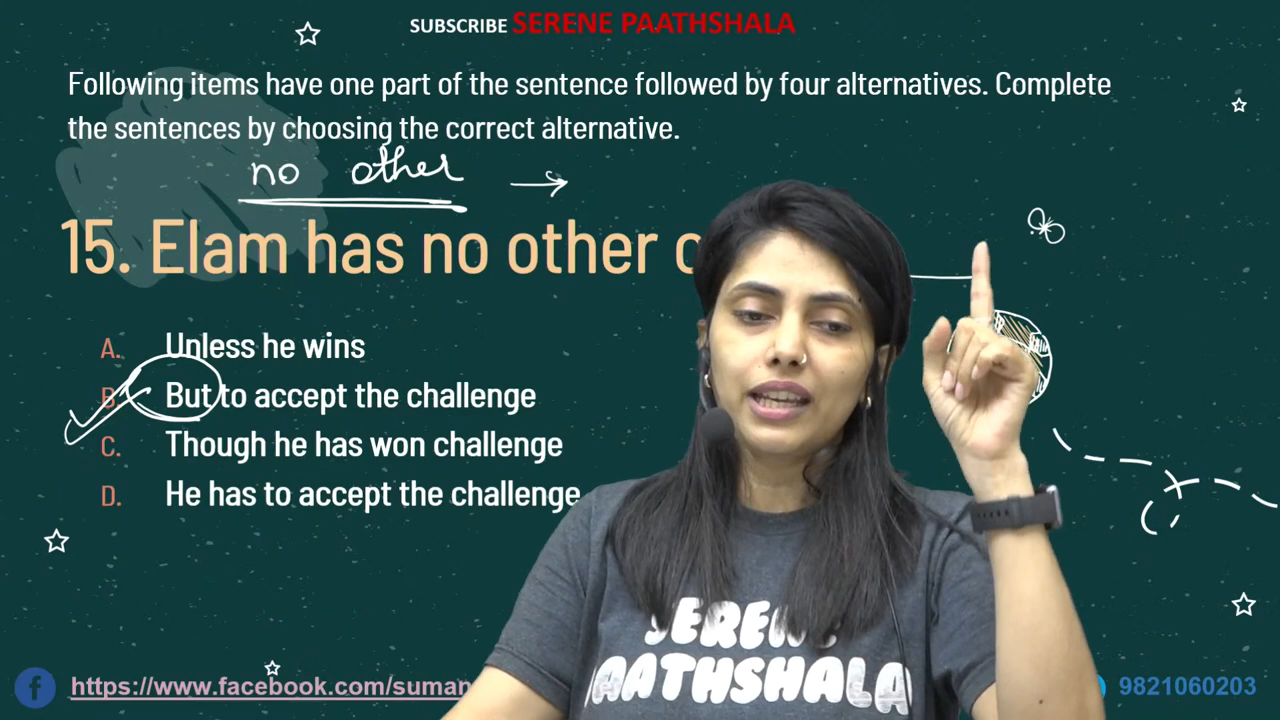 SUBSCRIBE SERENE PAATHSHALA
Following items have one part of the sentence followed by four alternatives. Complete
the sentences by choosing the correct alternative.
no other →
15. Elam has no other
A. Unless he wins
B. But to accept the challenge
C. Though he has won challenge
D. He has to accept the challenge
SERENE
PAATHSHALA
f https://www.facebook.com/suman 9821060203